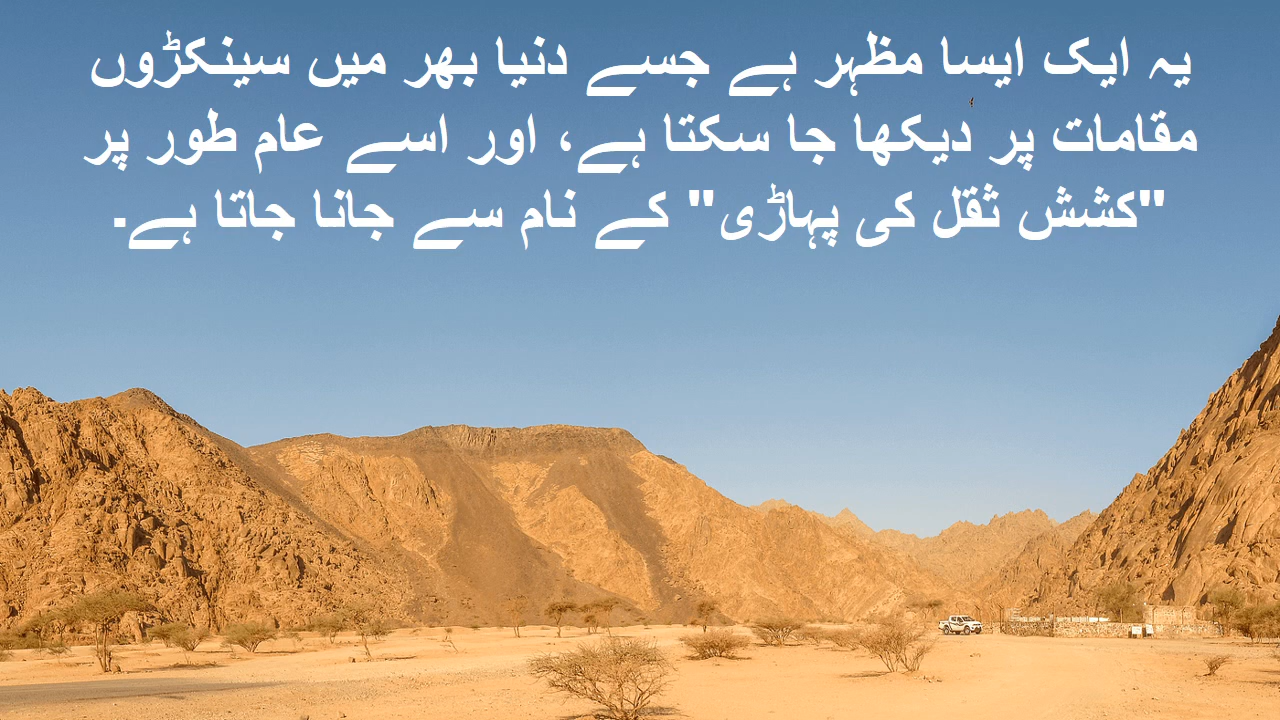 یہ ایک ایسا مظہر ہے جسے دنیا بھر میں سینکڑوں
مقامات پر دیکھا جا سکتا ہے، اور اسے عام طور پر
"کشش ثقل کی پہاڑی" کے نام سے جانا جاتا ہے۔